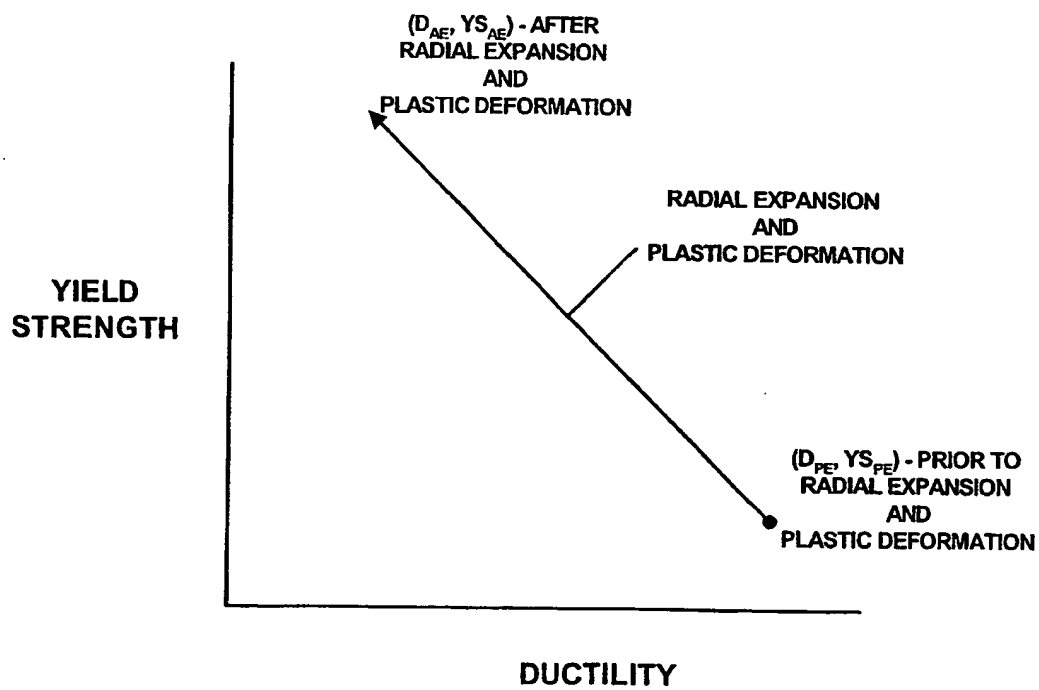 (D_AE, YS_AE) - AFTER
RADIAL EXPANSION
AND
PLASTIC DEFORMATION
RADIAL EXPANSION
AND
PLASTIC DEFORMATION
YIELD
STRENGTH
(D_PE, YS_PE) - PRIOR TO
RADIAL EXPANSION
AND
PLASTIC DEFORMATION
DUCTILITY